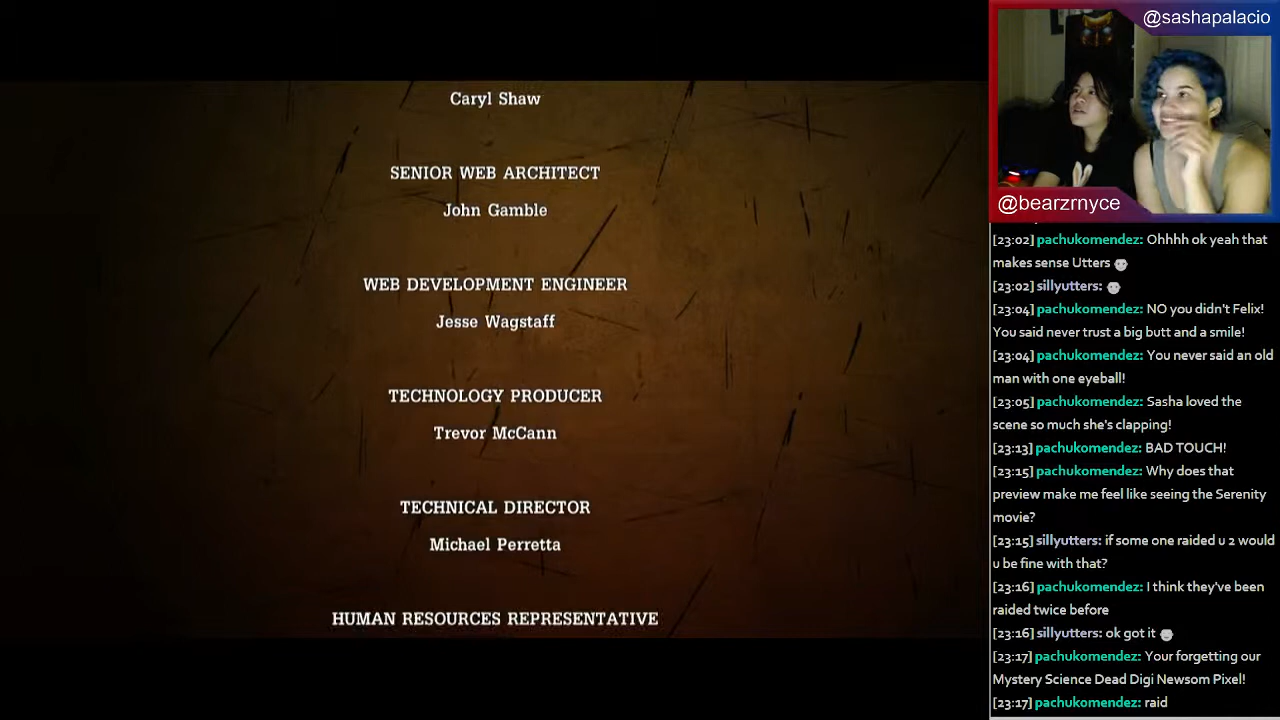 Caryl Shaw
SENIOR WEB ARCHITECT
John Gamble
WEB DEVELOPMENT ENGINEER
Jesse Wagstaff
TECHNOLOGY PRODUCER
Trevor McCann
TECHNICAL DIRECTOR
Michael Perretta
HUMAN RESOURCES REPRESENTATIVE
@sashapalacio
@bearzrnyce
[23:02] pachukomendez: Ohhhh ok yeah that
makes sense Utters
[23:02] sillyutters:
[23:04] pachukomendez: NO you didn't Felix!
You said never trust a big butt and a smile!
[23:04] pachukomendez: You never said an old
man with one eyeball!
[23:05] pachukomendez: Sasha loved the
scene so much she's clapping!
[23:13] pachukomendez: BAD TOUCH!
[23:15] pachukomendez: Why does that
preview make me feel like seeing the Serenity
movie?
[23:15] sillyutters: if some one raided u 2 would
u be fine with that?
[23:16] pachukomendez: I think they've been
raided twice before
[23:16] sillyutters: ok got it
[23:17] pachukomendez: Your forgetting our
Mystery Science Dead Digi Newsom Pixel!
[23:17] pachukomendez: raid